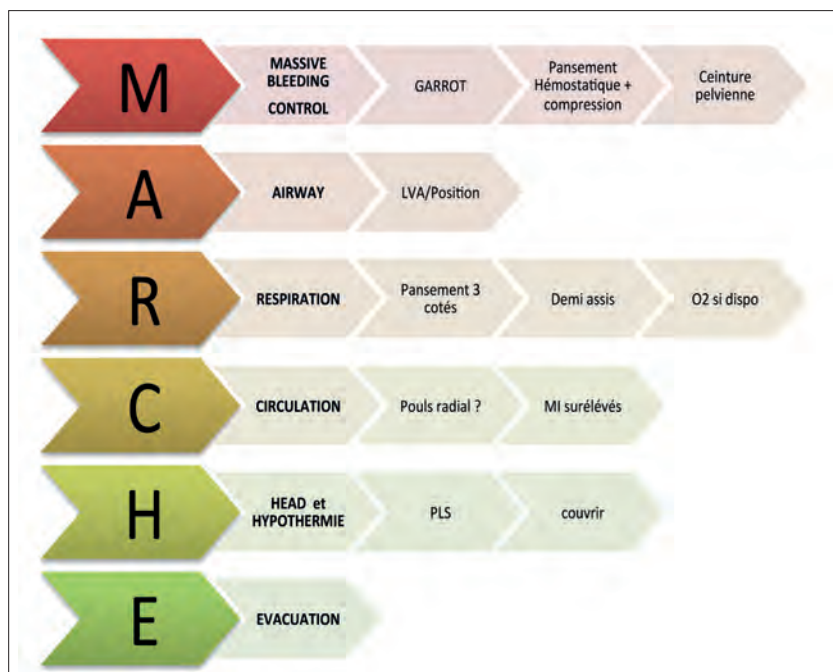 M
MASSIVE
BLEEDING
CONTROL
GARROT
Pansement
Hémostatique +
compression
Ceinture
pelvienne
A
AIRWAY
LVA/Position
R
RESPIRATION
Pansement 3
cotés
Demi assis
O2 si dispo
C
CIRCULATION
Pouls radial ?
MI surélévés
H
HEAD et
HYPOTHERMIE
PLS
couvrir
E
EVACUATION